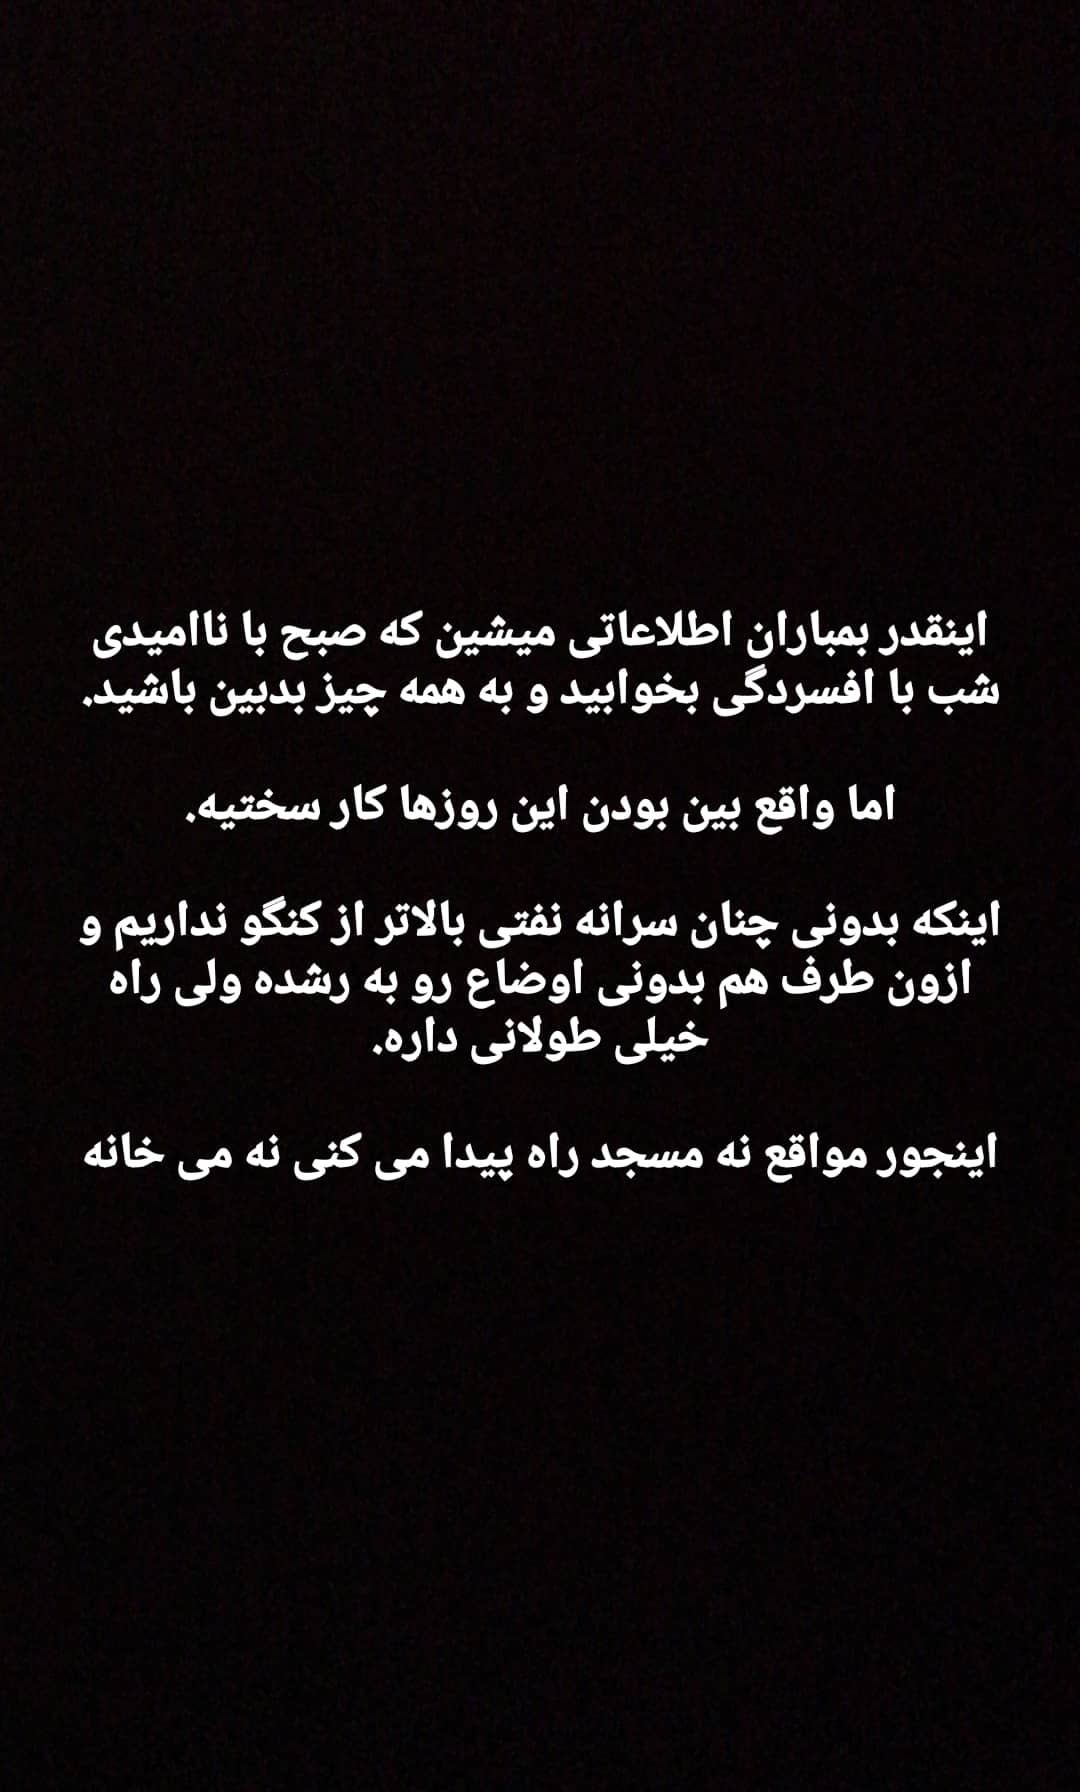 اینقدر بمباران اطلاعاتی میشین که صبح با ناامیدی
شب با افسردگی بخوابید و به همه چیز بدبین باشید.
اما واقع بین بودن این روزها کار سختیه.
اینکه بدونی چنان سرانه نفتی بالاتر از کنگو نداریم و
ازون طرف هم بدونی اوضاع رو به رشده ولی راه
خیلی طولانی داره.
اینجور مواقع نه مسجد راه پیدا می کنی نه می خانه